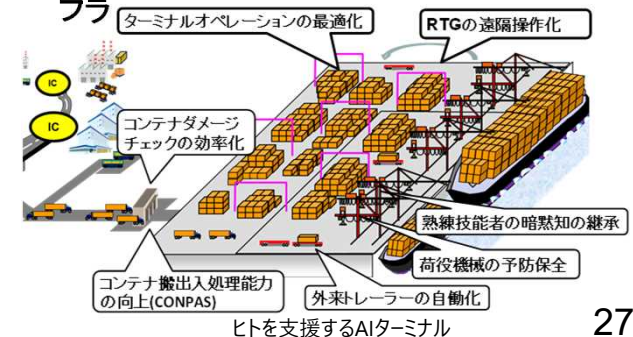 フラ
ターミナルオペレーションの最適化
RTGの遠隔操作化
IC
IC
コンテナダメージ
チェックの効率化
熟練技能者の暗黙知の継承
荷役機械の予防保全
コンテナ搬出入処理能力
の向上(CONPAS)
外来トレーラーの自働化
ヒトを支援するAIターミナル
27